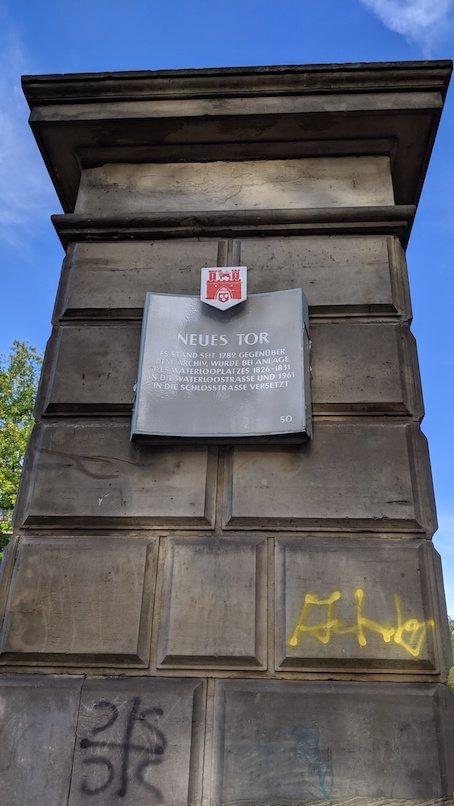 NEUES TOR
ES STAND SEIT 1782 GEGENÜBER
DEM ARCHIV, WURDE BEI ANLAGE
DES WATERLOOPLATZES 1826-1831
IN DIE WATERLOOSTRASSE UND 1961
IN DIE SCHLOSSTRASSE VERSETZT
50